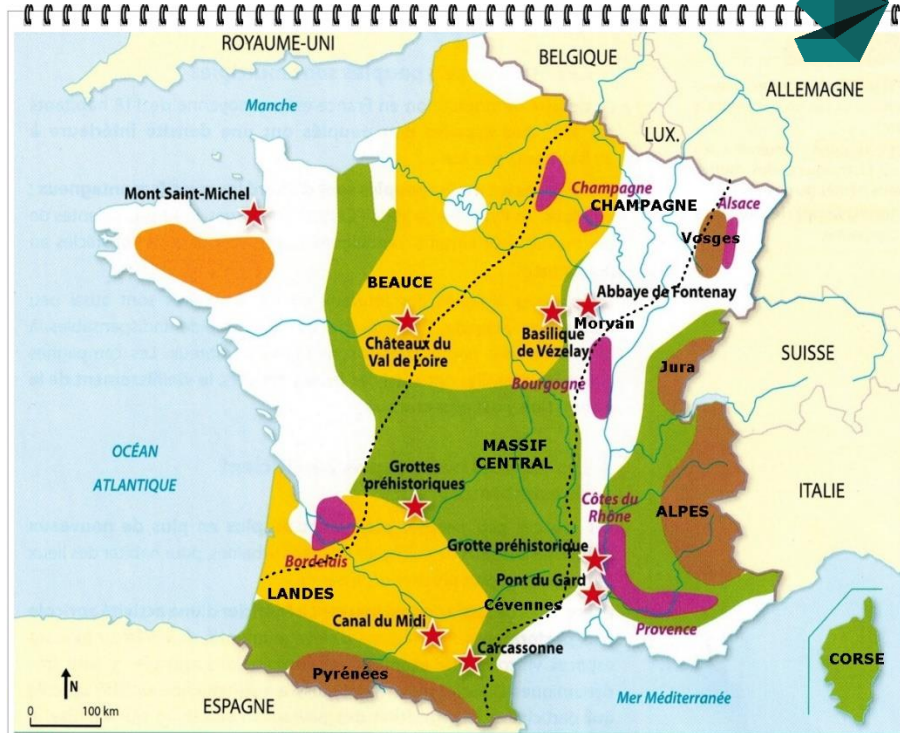 ROYAUME-UNI
BELGIQUE
ALLEMAGNE
Manche
LUX.
Mont Saint-Michel
Champagne
CHAMPAGNE
Alsace
Vosges
BEAUCE
Abbaye de Fontenay
Châteaux du
Val de Loire
Basilique
de Vézelay
Morvan
SUISSE
Bourgogne
Jura
OCÉAN
ATLANTIQUE
MASSIF
CENTRAL
Grottes
préhistoriques
ITALIE
Côtes du
Rhône
ALPES
Grotte préhistorique
Bordelais
Pont du Gard
LANDES
Cévennes
Canal du Midi
Provence
Carcassonne
CORSE
Pyrénées
N
0 100 km
ESPAGNE
Mer Méditerranée